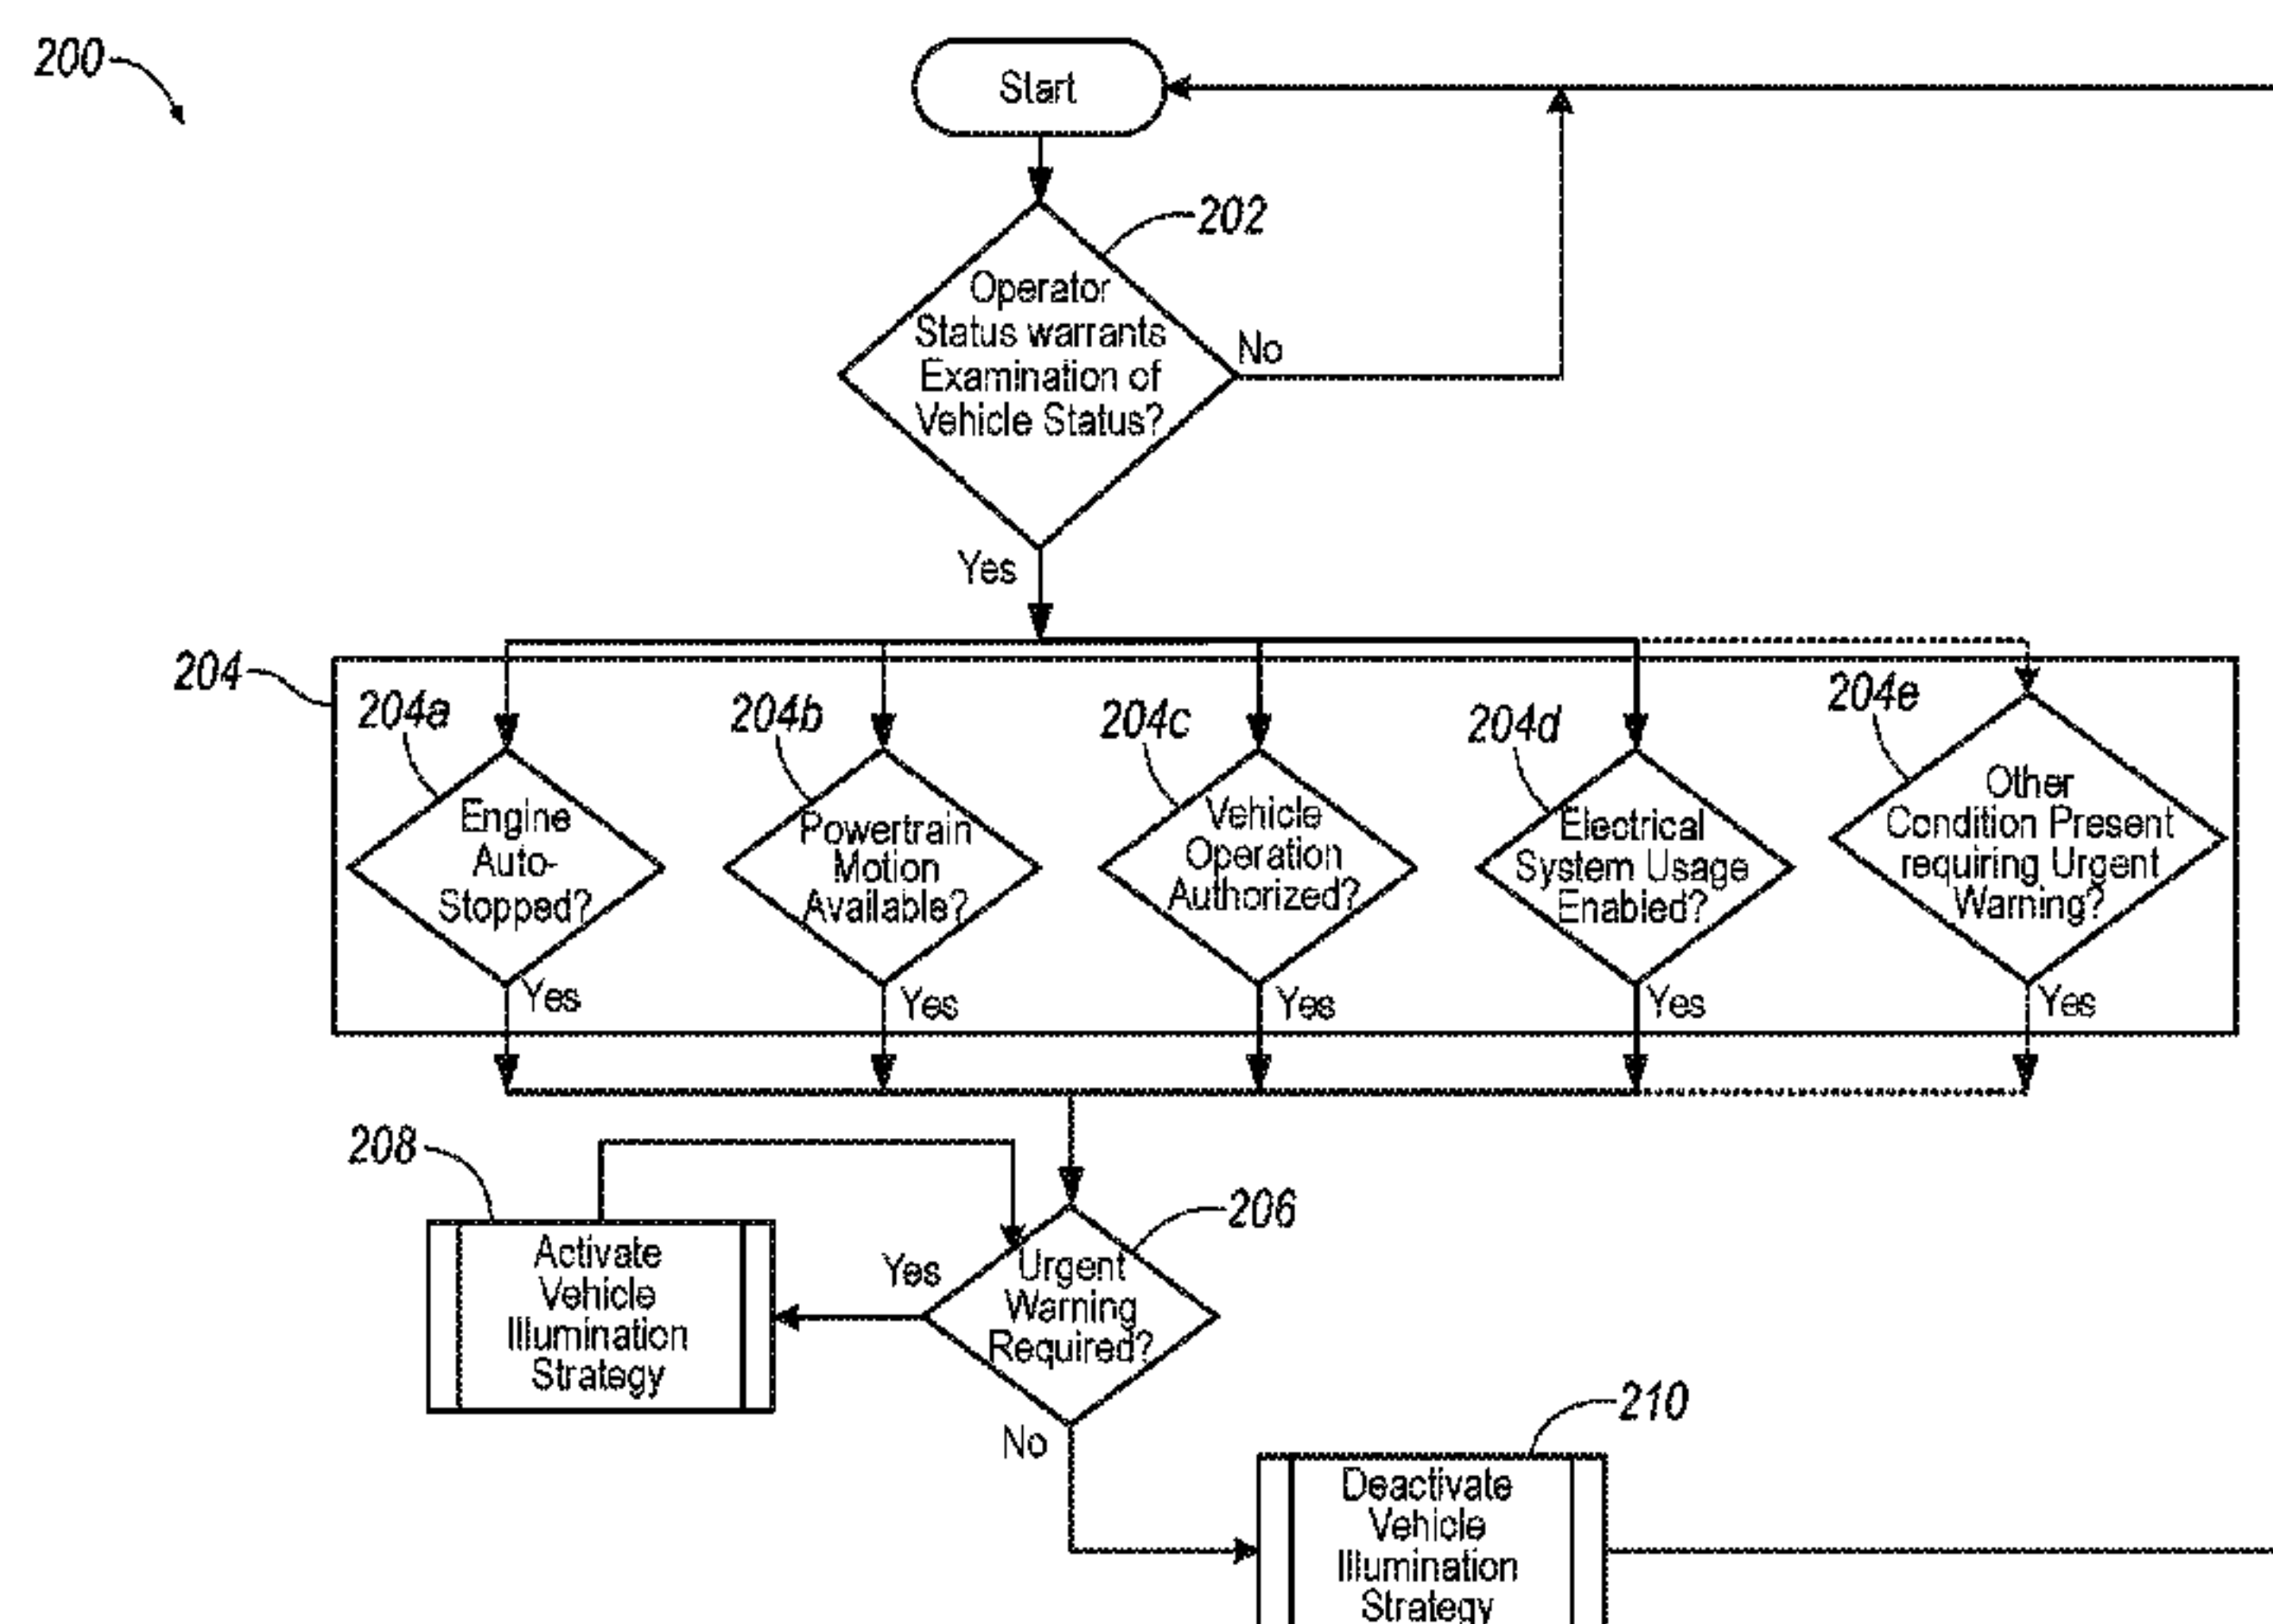 200
Start
202
Operator
Status warrants
Examination of
Vehicle Status?
No
Yes
204
204a
Engine
Auto-
Stopped?
Yes
204b
Powertrain
Motion
Available?
Yes
204c
Vehicle
Operation
Authorized?
Yes
204d
Electrical
System Usage
Enabled?
Yes
204e
Other
Condition Present
requiring Urgent
Warning?
Yes
208
Activate
Vehicle
Illumination
Strategy
206
Yes
Urgent
Warning
Required?
No
210
Deactivate
Vehicle
Illumination
Strategy